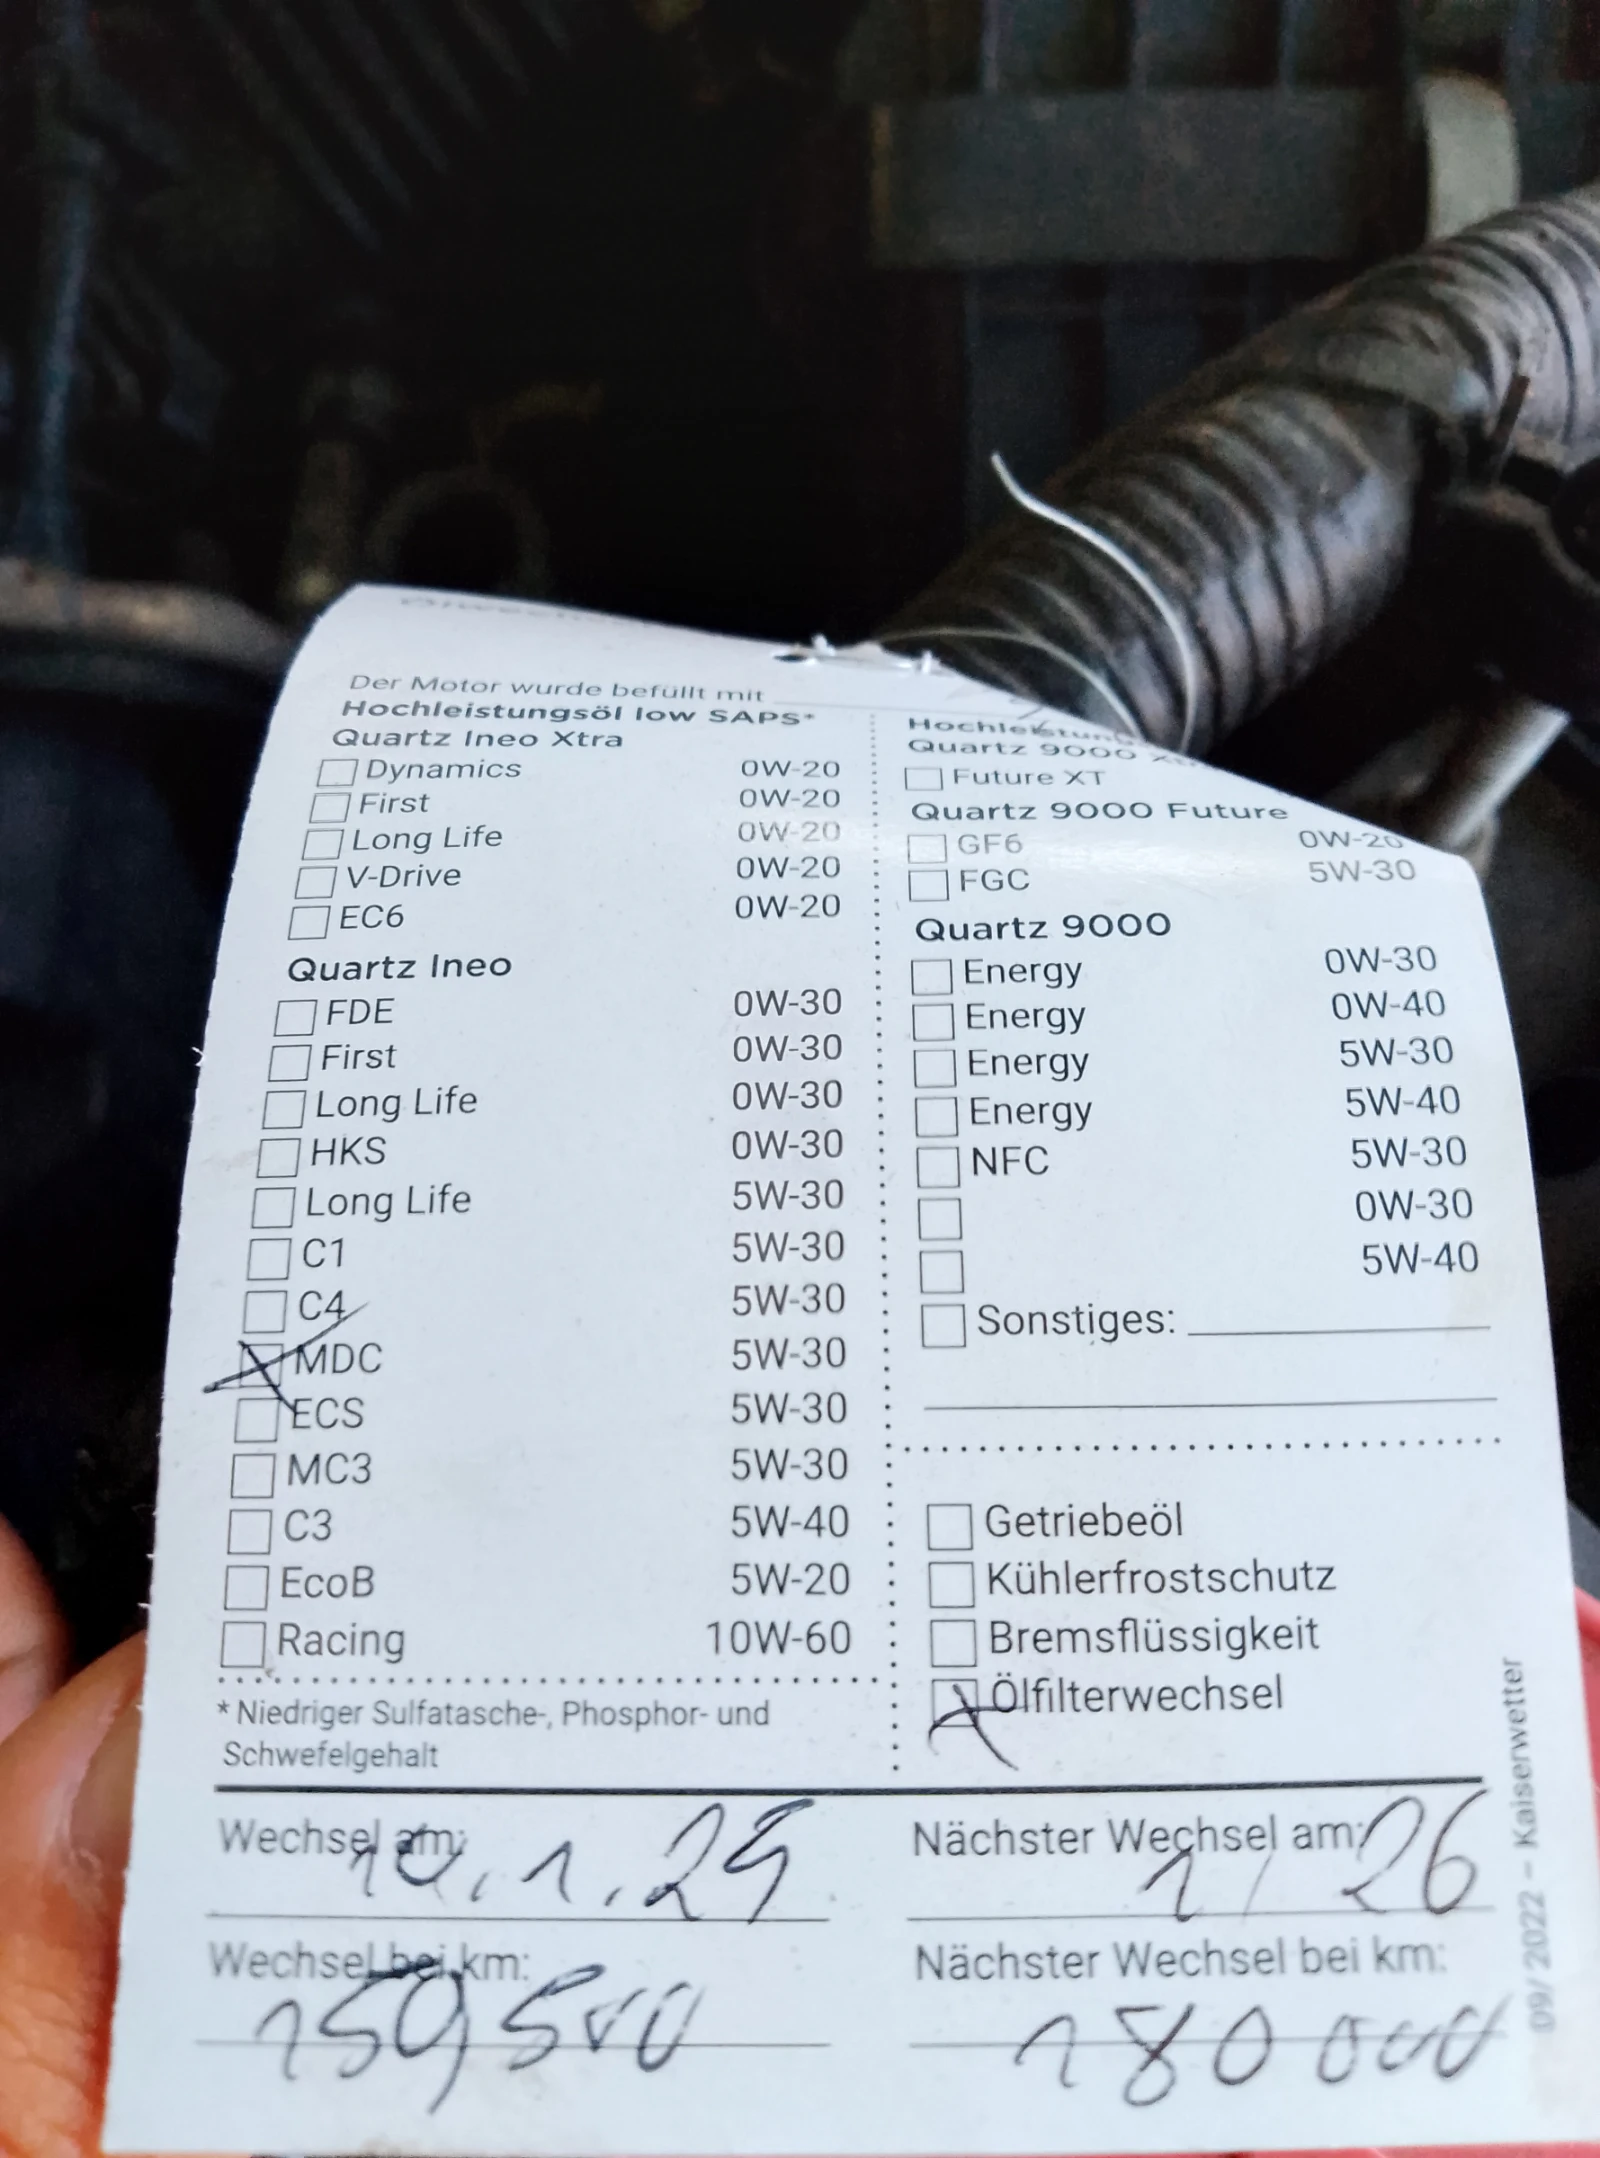 Der Motor wurde befüllt mit
Hochleistungsöl low SAPS*
Quartz Ineo Xtra
Dynamics 0W-20
First 0W-20
Long Life 0W-20
V-Drive 0W-20
EC6 0W-20
Quartz Ineo
FDE 0W-30
First 0W-30
Long Life 0W-30
HKS 0W-30
Long Life 5W-30
C1 5W-30
C4 5W-30
MDC 5W-30
ECS 5W-30
MC3 5W-30
C3 5W-40
EcoB 5W-20
Racing 10W-60
* Niedriger Sulfatasche-, Phosphor- und
Schwefelgehalt
Quartz 9000
Future XT
Quartz 9000 Future
GF6 0W-20
FGC 5W-30
Quartz 9000
Energy 0W-30
Energy 0W-40
Energy 5W-30
Energy 5W-40
NFC 5W-30
0W-30
5W-40
Sonstiges:
Getriebeöl
Kühlerfrostschutz
Bremsflüssigkeit
Ölfilterwechsel
Wechsel am: 10.1.
Nächster Wechsel am: 1/26
Wechsel bei km: 159500
Nächster Wechsel bei km: 180000
09/2022 – Kaiserwetter